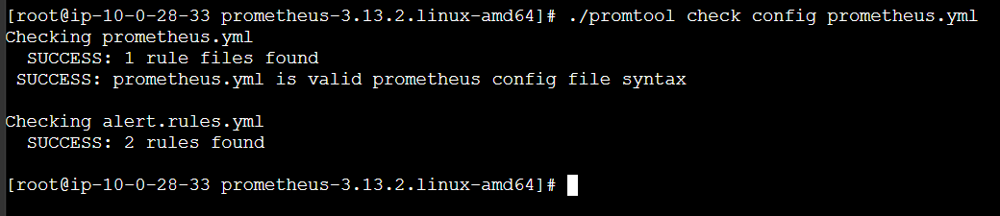 [root@ip-10-0-28-33 prometheus-3.13.2.linux-amd64]# ./promtool check config prometheus.yml
Checking prometheus.yml
  SUCCESS: 1 rule files found
 SUCCESS: prometheus.yml is valid prometheus config file syntax

Checking alert.rules.yml
  SUCCESS: 2 rules found

[root@ip-10-0-28-33 prometheus-3.13.2.linux-amd64]#